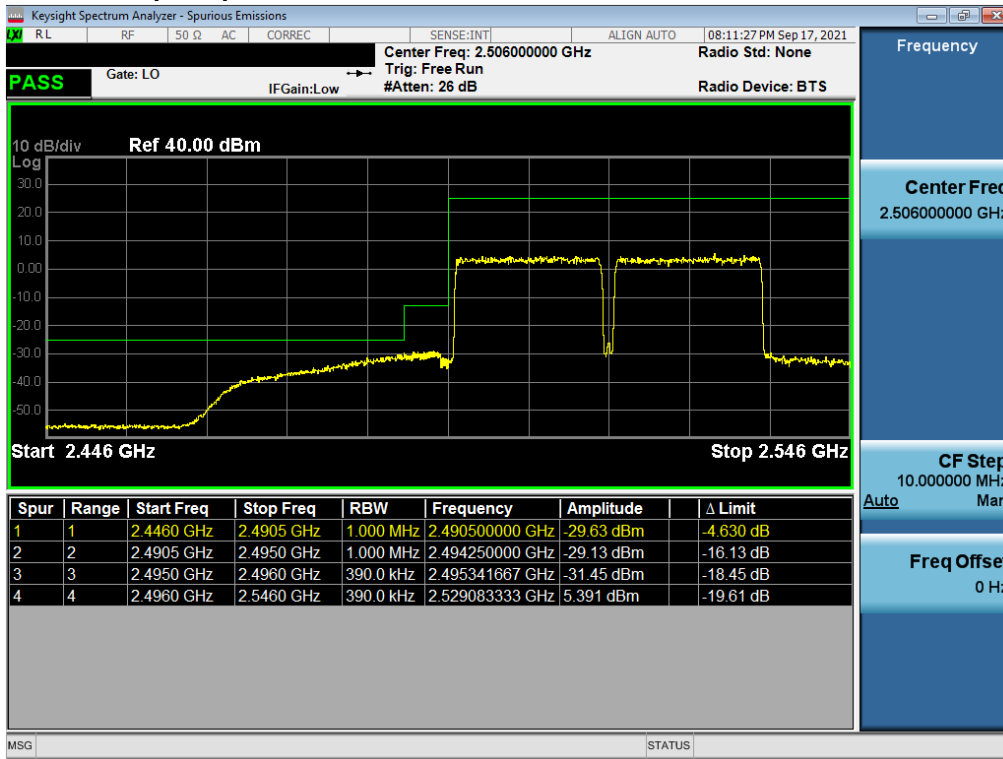 Keysight Spectrum Analyzer - Spurious Emissions
LXI RL RF 50 Ω AC CORREC SENSE:INT ALIGN AUTO 08:11:27 PM Sep 17, 2021
Center Freq: 2.506000000 GHz Radio Std: None
PASS Gate: LO Trig: Free Run
IFGain:Low #Atten: 26 dB Radio Device: BTS
10 dB/div Ref 40.00 dBm
Log
30.0
20.0
10.0
0.00
-10.0
-20.0
-30.0
-40.0
-50.0
Start 2.446 GHz Stop 2.546 GHz
Spur Range Start Freq Stop Freq RBW Frequency Amplitude Δ Limit
1 1 2.4460 GHz 2.4905 GHz 1.000 MHz 2.490500000 GHz -29.63 dBm -4.630 dB
2 2 2.4905 GHz 2.4950 GHz 1.000 MHz 2.494250000 GHz -29.13 dBm -16.13 dB
3 3 2.4950 GHz 2.4960 GHz 390.0 kHz 2.495341667 GHz -31.45 dBm -18.45 dB
4 4 2.4960 GHz 2.5460 GHz 390.0 kHz 2.529083333 GHz 5.391 dBm -19.61 dB
Frequency
Center Freq
2.506000000 GHz
CF Step
10.000000 MHz
Auto Man
Freq Offset
0 Hz
MSG STATUS